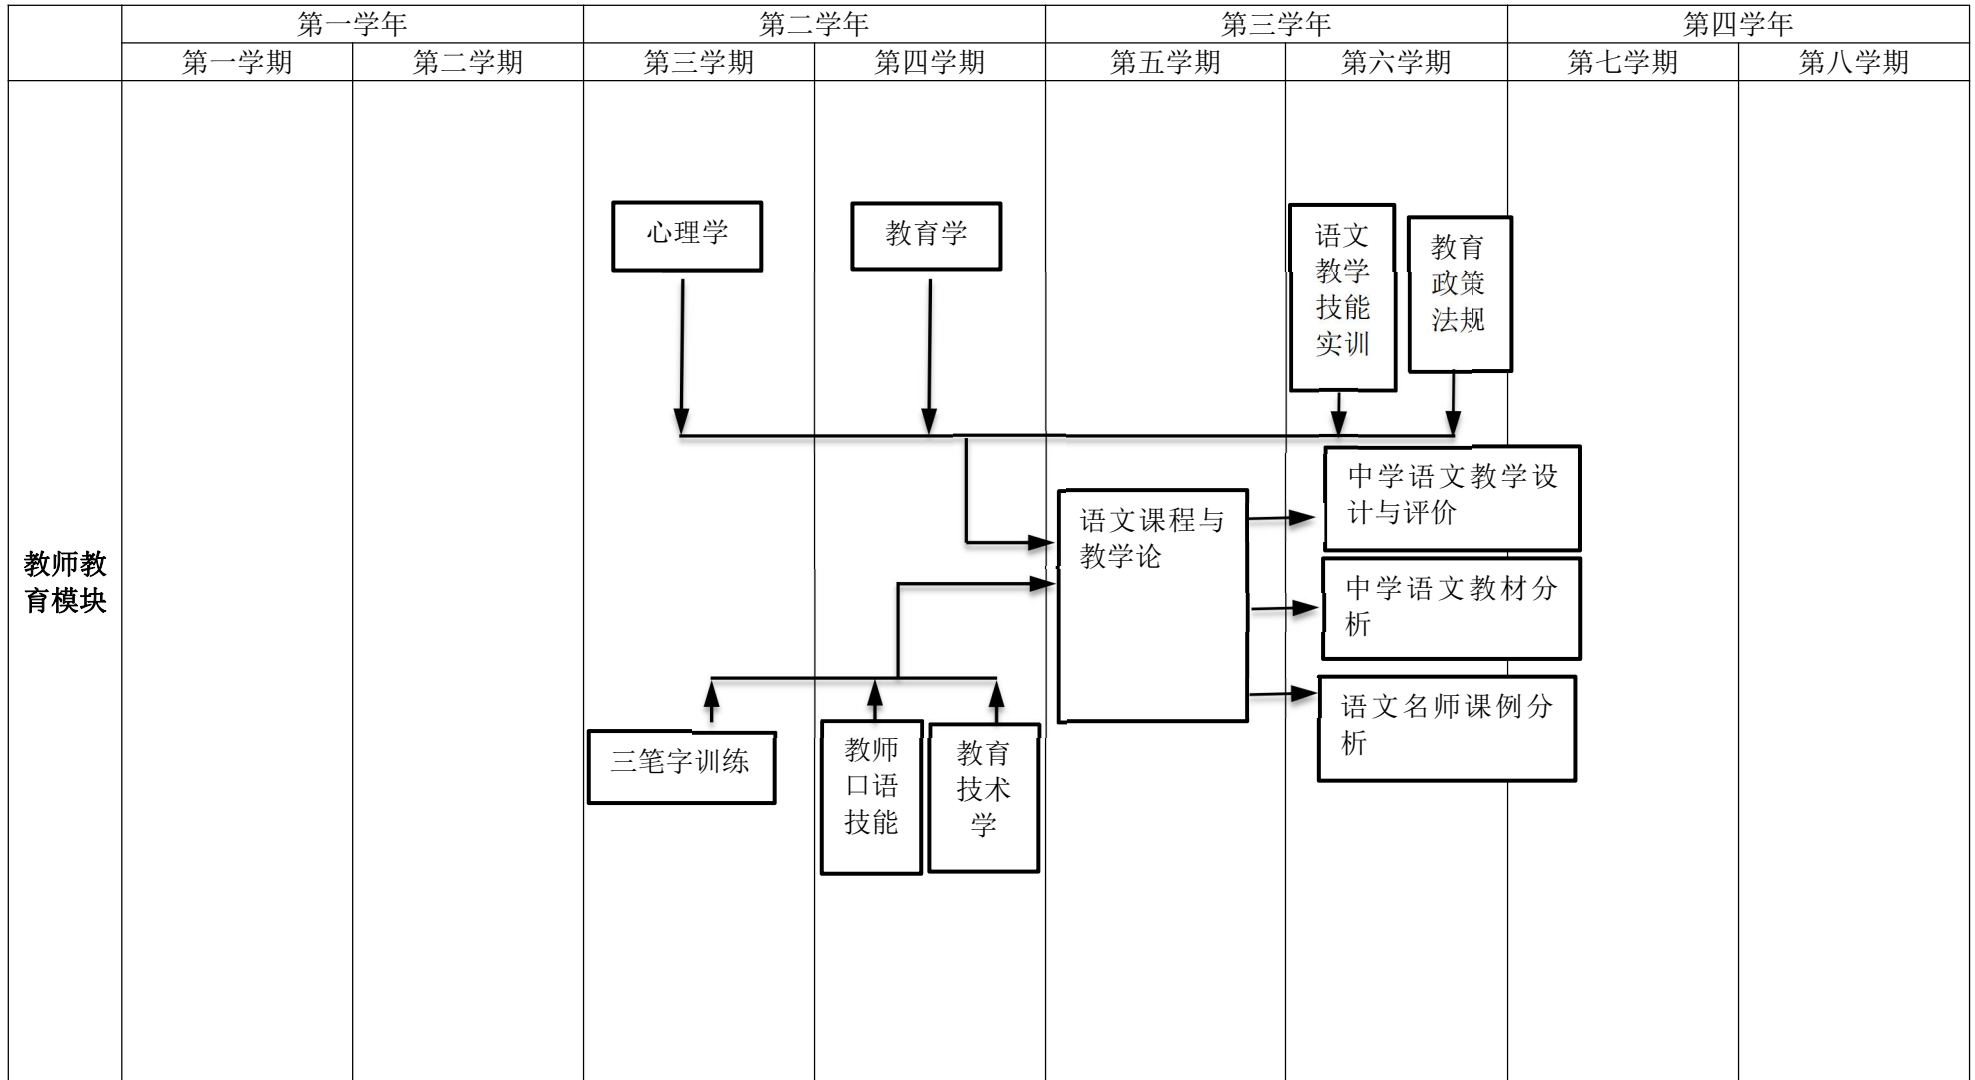 第一学年
第二学年
第三学年
第四学年
第一学期
第二学期
第三学期
第四学期
第五学期
第六学期
第七学期
第八学期
教师教
育模块
心理学
教育学
语文
教学
技能
实训
教育
政策
法规
语文课程与
教学论
中学语文教学设
计与评价
中学语文教材分
析
语文名师课例分
析
三笔字训练
教师
口语
技能
教育
技术
学